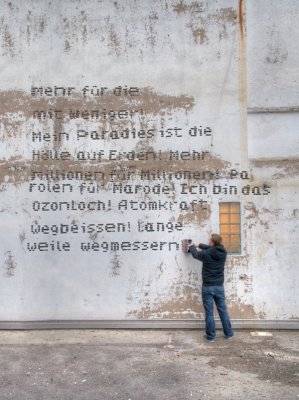 mehr für die
mit weniger!
Mein Paradies ist die
Hölle auf Erden! Mehr
millionen für Millionen! Pa
rolen für Marode! Ich bin das
Ozonloch! Atomkraft
wegbeissen! lange
weile wegmessern